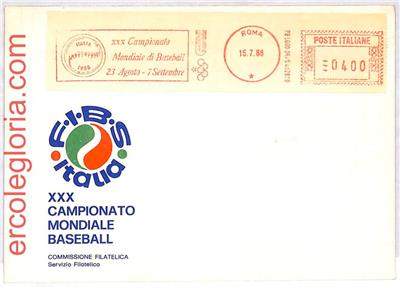 XXX Campionato
Mondiale di Baseball
23 Agosto - 7 Settembre
ROMA
15.7.88
POSTE ITALIANE
0400
ercolegloria.com
F·I·B·S
italia
XXX
CAMPIONATO
MONDIALE
BASEBALL
COMMISSIONE FILATELICA
Servizio Filatelico